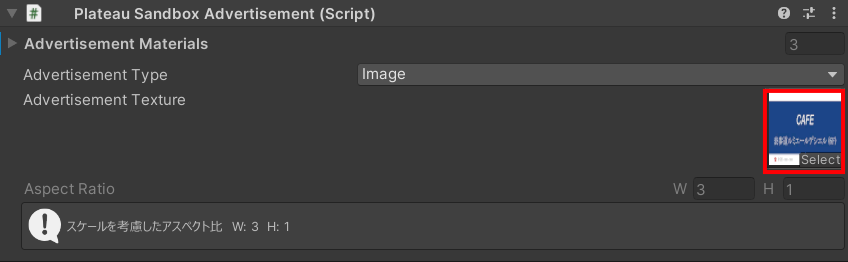 Plateau Sandbox Advertisement (Script)
Advertisement Materials 3
Advertisement Type Image
Advertisement Texture
CAFE
Select
Aspect Ratio W 3 H 1
スケールを考慮したアスペクト比 W: 3 H: 1